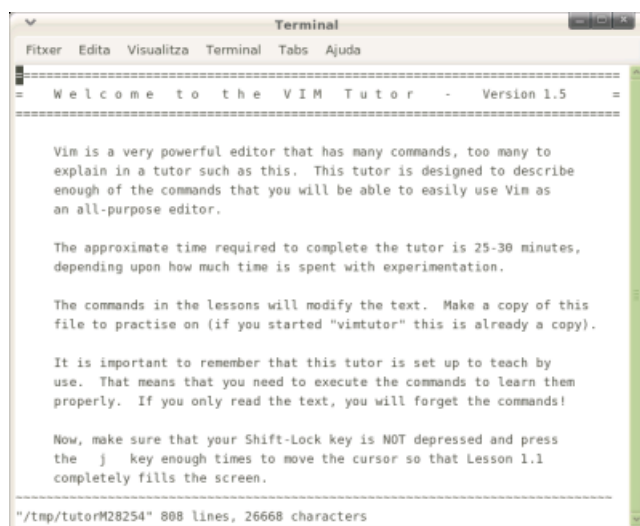 Terminal
Fitxer Edita Visualitza Terminal Tabs Ajuda
===============================================================================
=    W e l c o m e   t o   t h e   V I M   T u t o r   -    Version 1.5      =
===============================================================================
Vim is a very powerful editor that has many commands, too many to
explain in a tutor such as this.  This tutor is designed to describe
enough of the commands that you will be able to easily use Vim as
an all-purpose editor.
The approximate time required to complete the tutor is 25-30 minutes,
depending upon how much time is spent with experimentation.
The commands in the lessons will modify the text.  Make a copy of this
file to practise on (if you started "vimtutor" this is already a copy).
It is important to remember that this tutor is set up to teach by
use.  That means that you need to execute the commands to learn them
properly.  If you only read the text, you will forget the commands!
Now, make sure that your Shift-Lock key is NOT depressed and press
the   j   key enough times to move the cursor so that Lesson 1.1
completely fills the screen.
~~~~~~~~~~~~~~~~~~~~~~~~~~~~~~~~~~~~~~~~~~~~~~~~~~~~~~~~~~~~~~~~~~~~~~~~~~~~~~
"/tmp/tutorM28254" 808 lines, 26668 characters